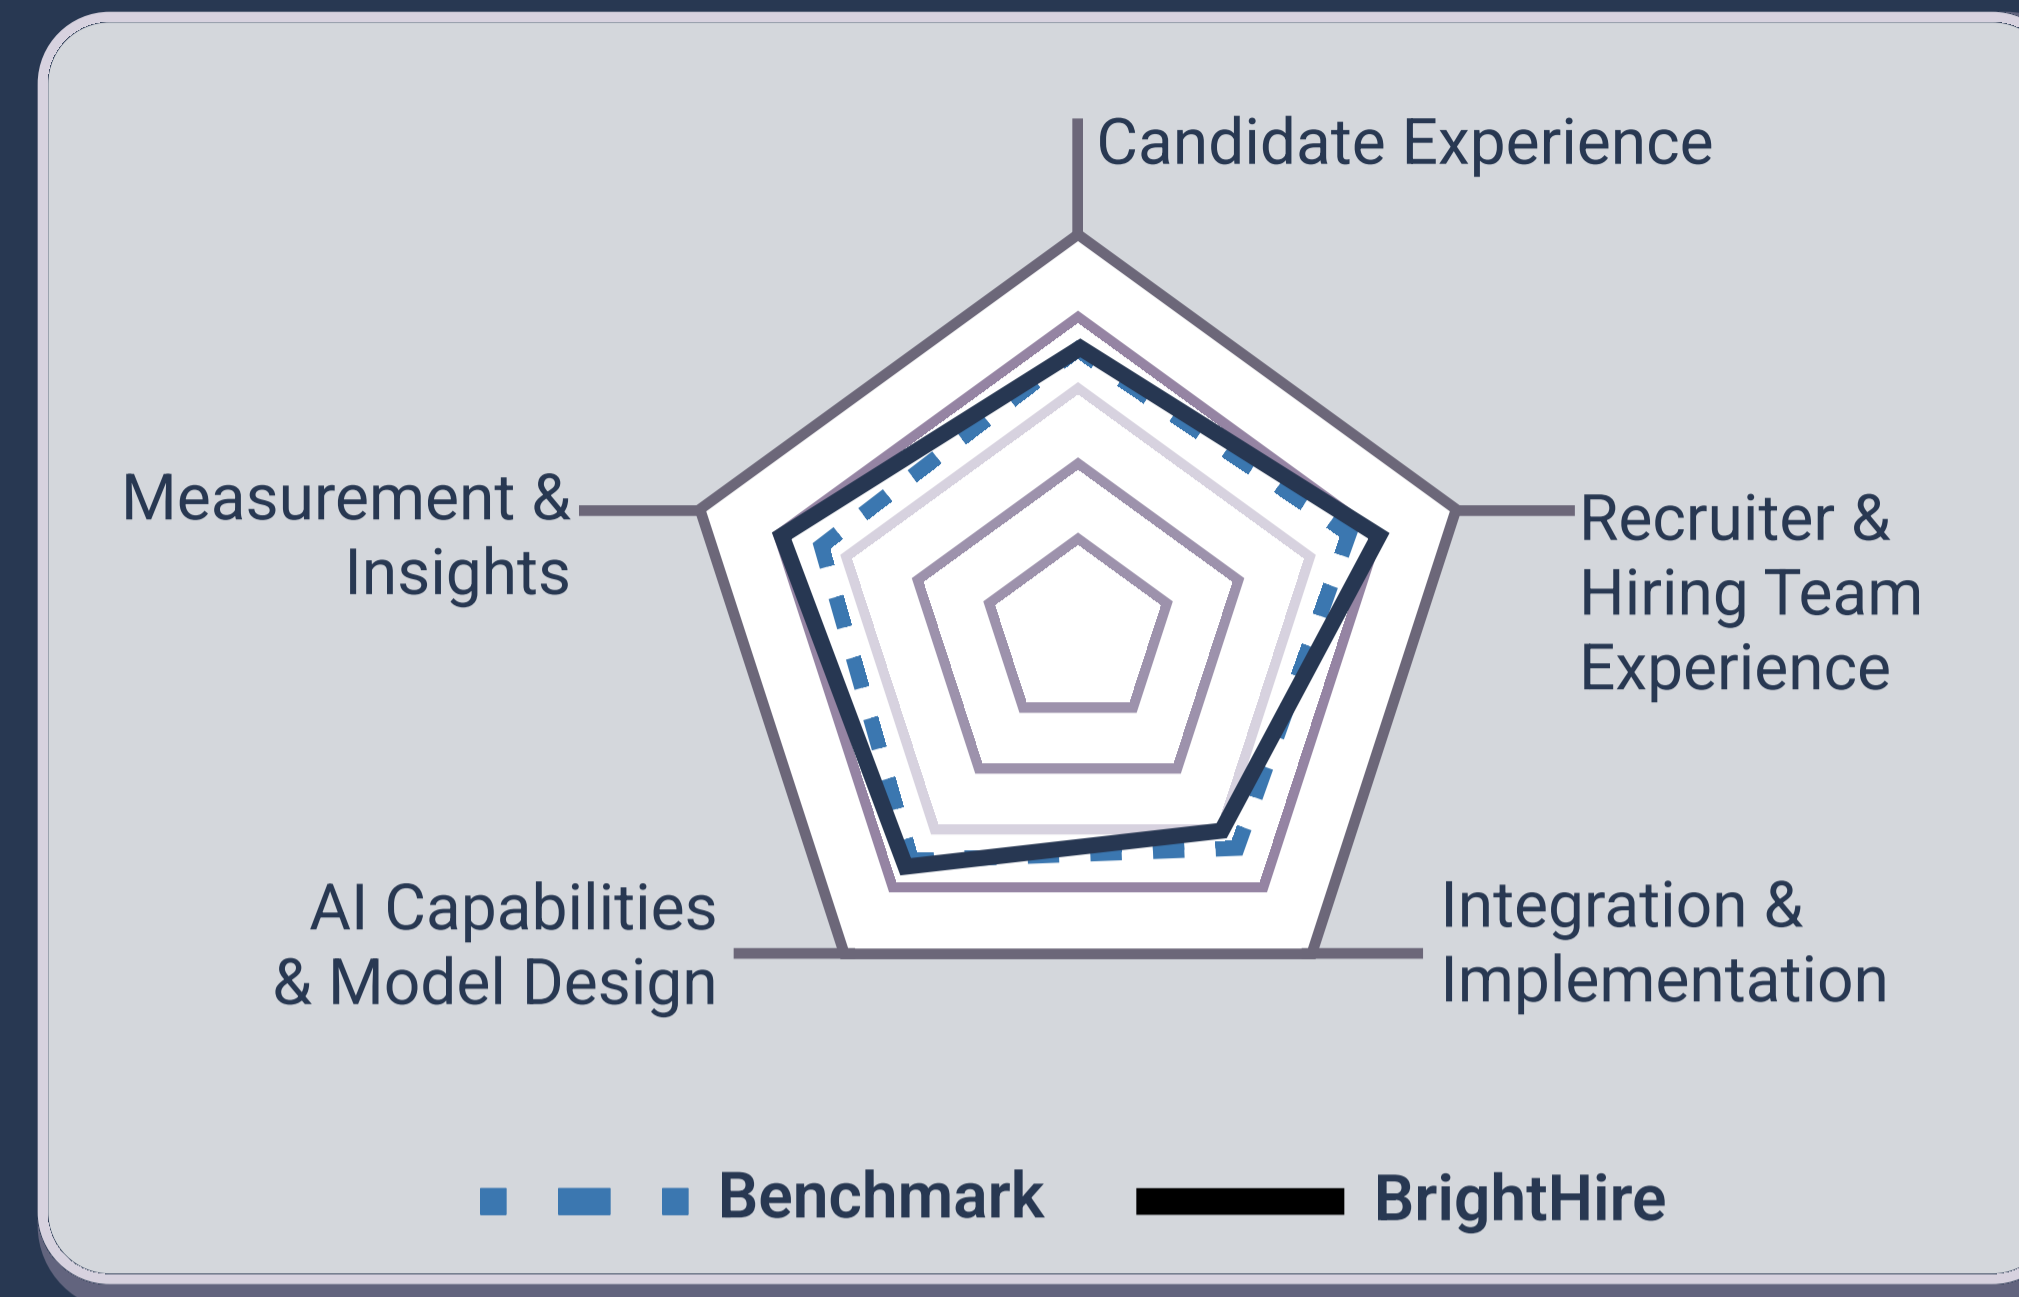 Candidate Experience
Measurement &
Insights
Recruiter &
Hiring Team
Experience
AI Capabilities
& Model Design
Integration &
Implementation
Benchmark
BrightHire